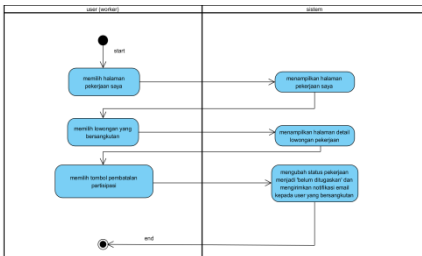 user (worker)
sistem
start
memilih halaman
pekerjaan saya
menampilkan halaman
pekerjaan saya
memilih lowongan yang
bersangkutan
menampilkan halaman detail
lowongan pekerjaan
memilih tombol pembatalan
partisipasi
mengubah status pekerjaan
menjadi 'belum ditugaskan' dan
mengirimkan notifikasi email
kepada user yang bersangkutan
end